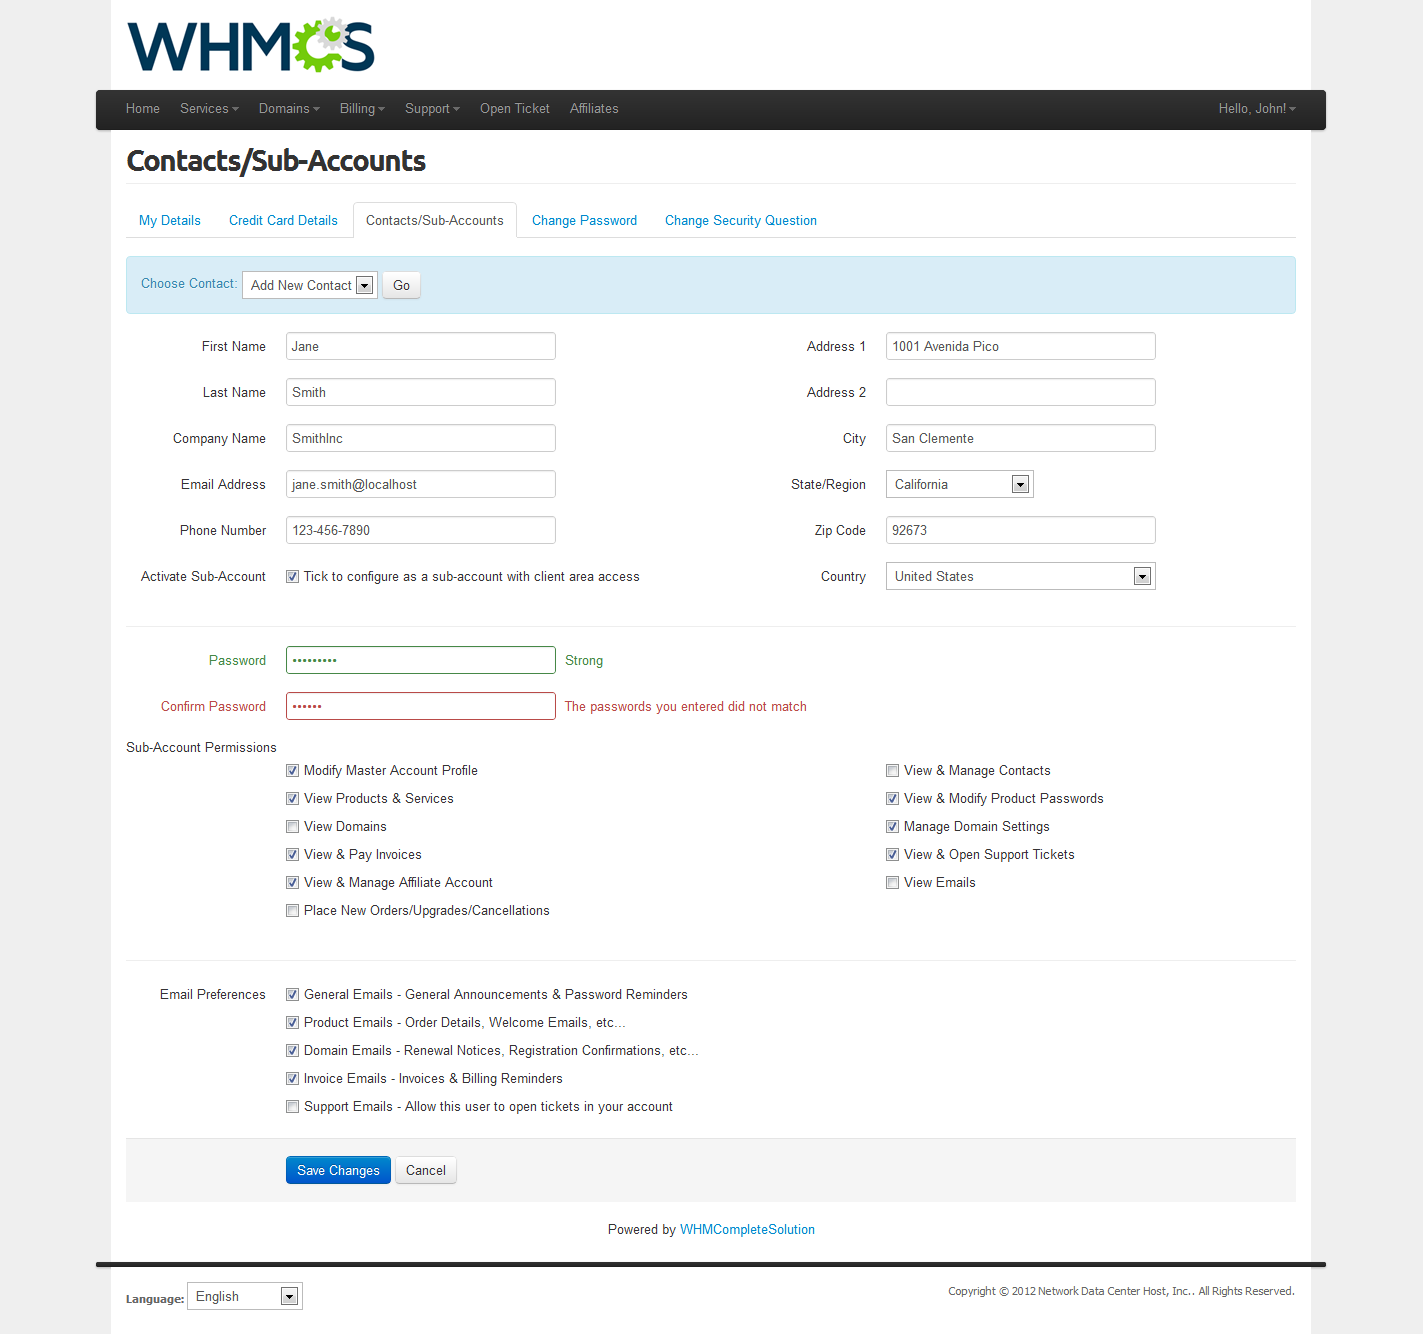 WHMCS
Home Services Domains Billing Support Open Ticket Affiliates Hello, John!
Contacts/Sub-Accounts
My Details Credit Card Details Contacts/Sub-Accounts Change Password Change Security Question
Choose Contact: Add New Contact Go
First Name Jane Address 1 1001 Avenida Pico
Last Name Smith Address 2
Company Name SmithInc City San Clemente
Email Address jane.smith@localhost State/Region California
Phone Number 123-456-7890 Zip Code 92673
Activate Sub-Account Tick to configure as a sub-account with client area access Country United States
Password ••••••••• Strong
Confirm Password •••••• The passwords you entered did not match
Sub-Account Permissions
Modify Master Account Profile View & Manage Contacts
View Products & Services View & Modify Product Passwords
View Domains Manage Domain Settings
View & Pay Invoices View & Open Support Tickets
View & Manage Affiliate Account View Emails
Place New Orders/Upgrades/Cancellations
Email Preferences General Emails - General Announcements & Password Reminders
Product Emails - Order Details, Welcome Emails, etc...
Domain Emails - Renewal Notices, Registration Confirmations, etc...
Invoice Emails - Invoices & Billing Reminders
Support Emails - Allow this user to open tickets in your account
Save Changes Cancel
Powered by WHMCompleteSolution
Language: English Copyright © 2012 Network Data Center Host, Inc.. All Rights Reserved.